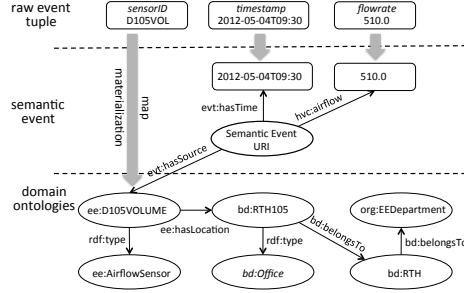 raw event
tuple
sensorID
D105VOL
timestamp
2012-05-04T09:30
flowrate
510.0
materialization
map
semantic
event
2012-05-04T09:30
510.0
evt:hasTime
hvc:airflow
Semantic Event
URI
evt:hasSource
domain
ontologies
ee:D105VOLUME
ee:hasLocation
bd:RTH105
bd:belongsTo
org:EEDepartment
rdf:type
rdf:type
bd:belongsTo
ee:AirflowSensor
bd:Office
bd:RTH